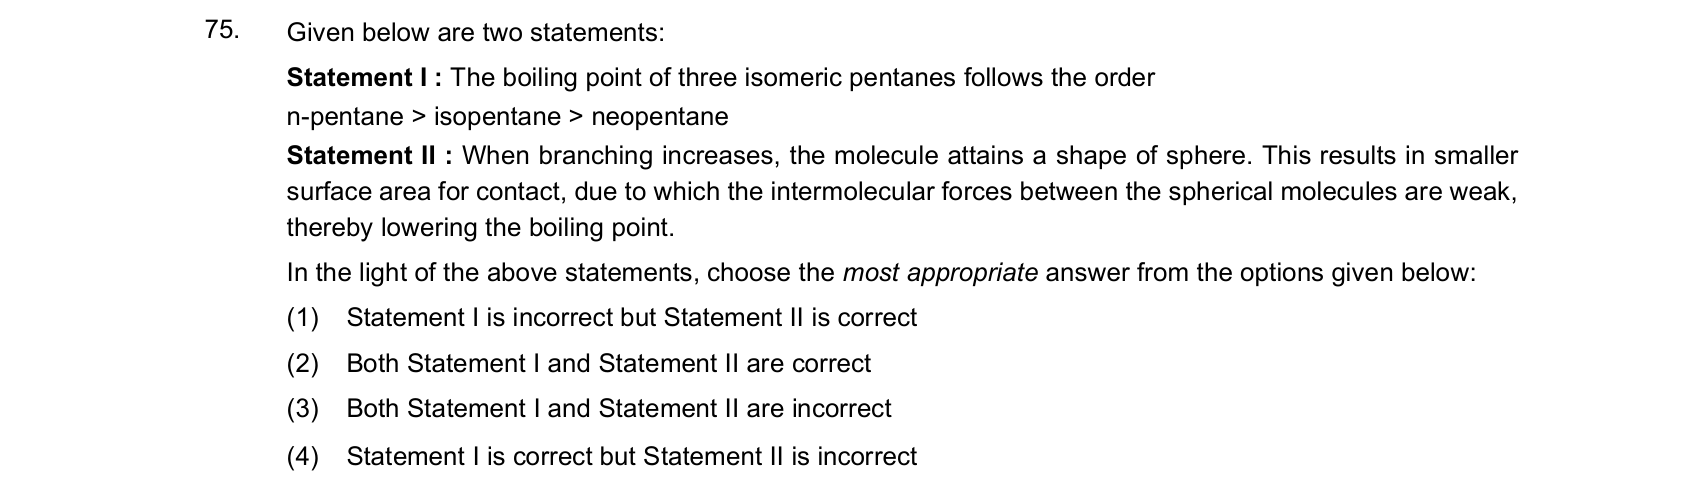 75. Given below are two statements:
Statement I : The boiling point of three isomeric pentanes follows the order
n-pentane > isopentane > neopentane
Statement II : When branching increases, the molecule attains a shape of sphere. This results in smaller
surface area for contact, due to which the intermolecular forces between the spherical molecules are weak,
thereby lowering the boiling point.
In the light of the above statements, choose the most appropriate answer from the options given below:
(1) Statement I is incorrect but Statement II is correct
(2) Both Statement I and Statement II are correct
(3) Both Statement I and Statement II are incorrect
(4) Statement I is correct but Statement II is incorrect